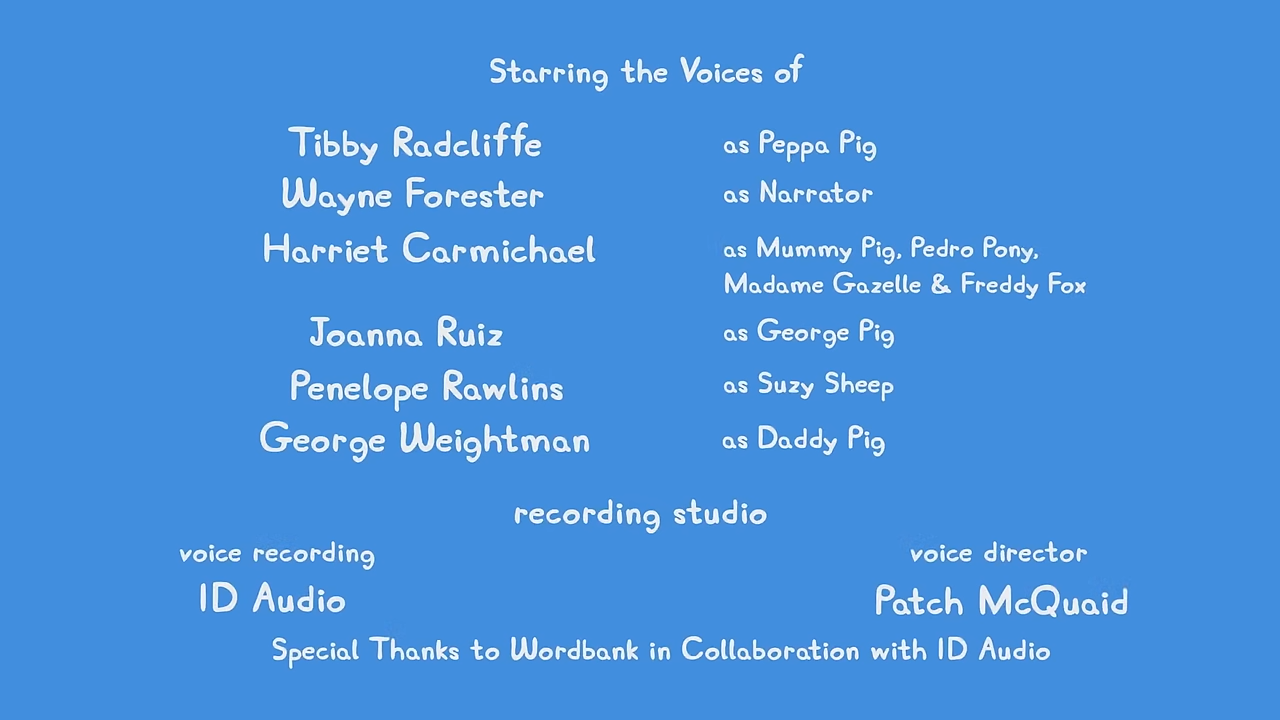 Starring the Voices of
Tibby Radcliffe as Peppa Pig
Wayne Forester as Narrator
Harriet Carmichael as Mummy Pig, Pedro Pony,
Madame Gazelle & Freddy Fox
Joanna Ruiz as George Pig
Penelope Rawlins as Suzy Sheep
George Weightman as Daddy Pig
recording studio
voice recording voice director
ID Audio Patch McQuaid
Special Thanks to Wordbank in Collaboration with ID Audio